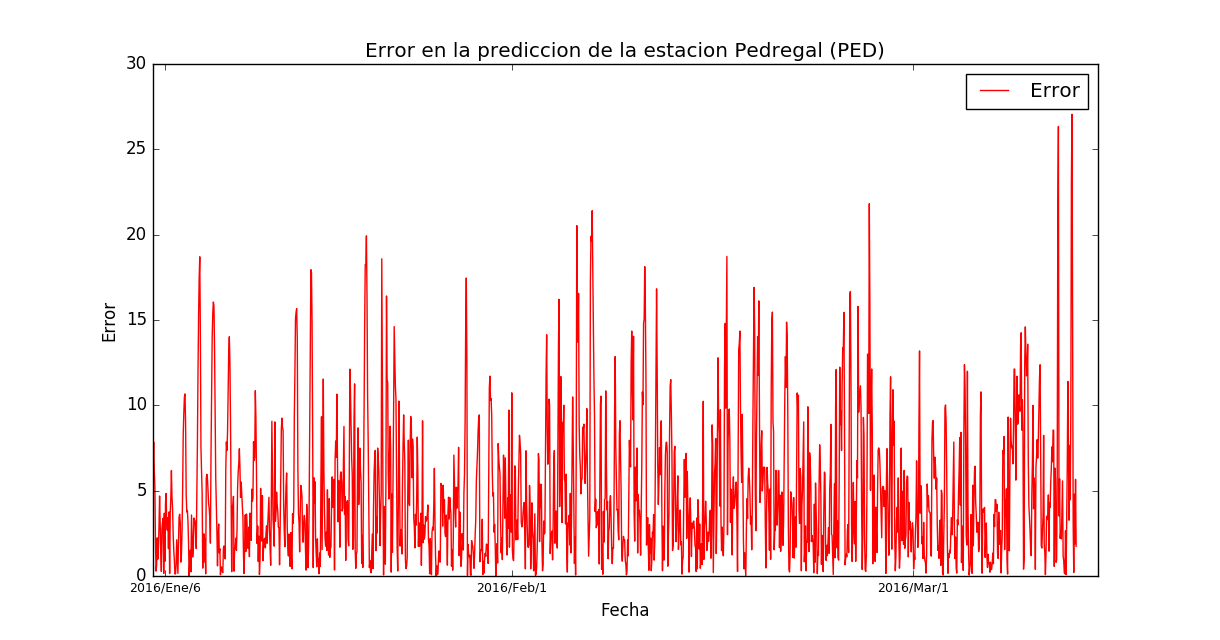 Error en la prediccion de la estacion Pedregal (PED)
30
Error
25
20
15
10
5
0
Error
2016/Ene/6
2016/Feb/1
2016/Mar/1
Fecha